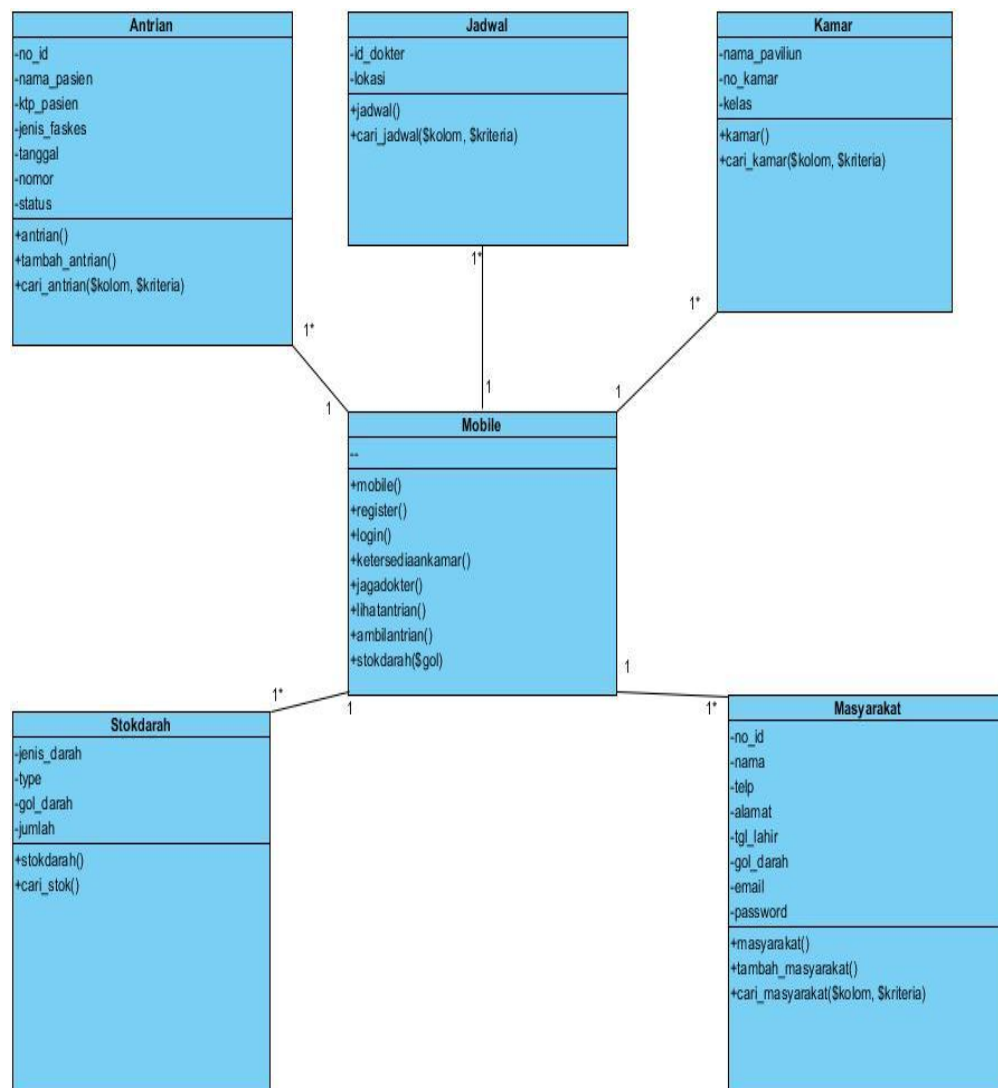 Antrian
-no_id
-nama_pasien
-ktp_pasien
-jenis_faskes
-tanggal
-nomor
-status
+antrian()
+tambah_antrian()
+cari_antrian($kolom, $kriteria)
Jadwal
-id_dokter
-lokasi
+jadwal()
+cari_jadwal($kolom, $kriteria)
Kamar
-nama_paviliun
-no_kamar
-kelas
+kamar()
+cari_kamar($kolom, $kriteria)
1*
1*
1*
1
1
1
Mobile
--
+mobile()
+register()
+login()
+ketersediaankamar()
+jagadokter()
+lihatantrian()
+ambilantrian()
+stokdarah($gol)
1*
1
1
1*
Stokdarah
-jenis_darah
-type
-gol_darah
-jumlah
+stokdarah()
+cari_stok()
Masyarakat
-no_id
-nama
-telp
-alamat
-tgl_lahir
-gol_darah
-email
-password
+masyarakat()
+tambah_masyarakat()
+cari_masyarakat($kolom, $kriteria)